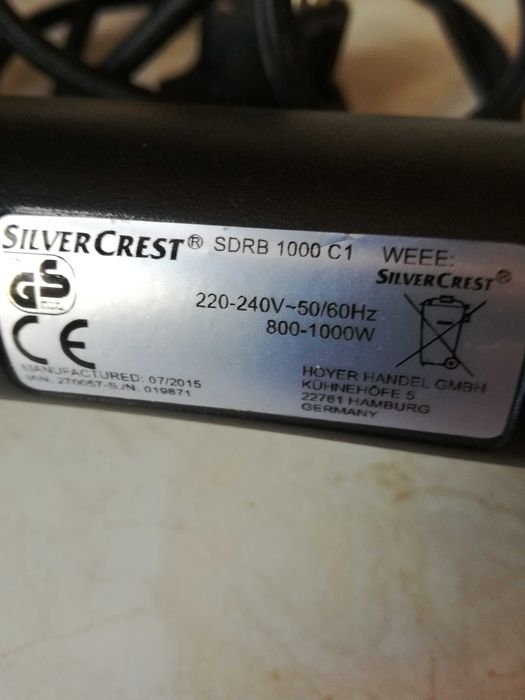 SILVERCREST® SDRB 1000 C1 WEEE:
SILVERCREST®
GS
220-240V~50/60Hz
800-1000W
CE
MANUFACTURED: 07/2015
IAN. 270057-S/N. 019871
HOYER HANDEL GMBH
KÜHNEHÖFE 5
22761 HAMBURG
GERMANY